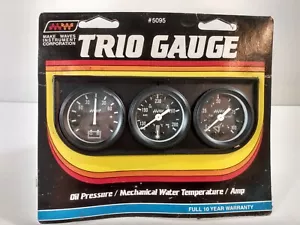 #5095
MAKE WAVES
INSTRUMENT
CORPORATION
TRIO GAUGE
Oil Pressure / Mechanical Water Temperature / Amp
FULL 10 YEAR WARRANTY